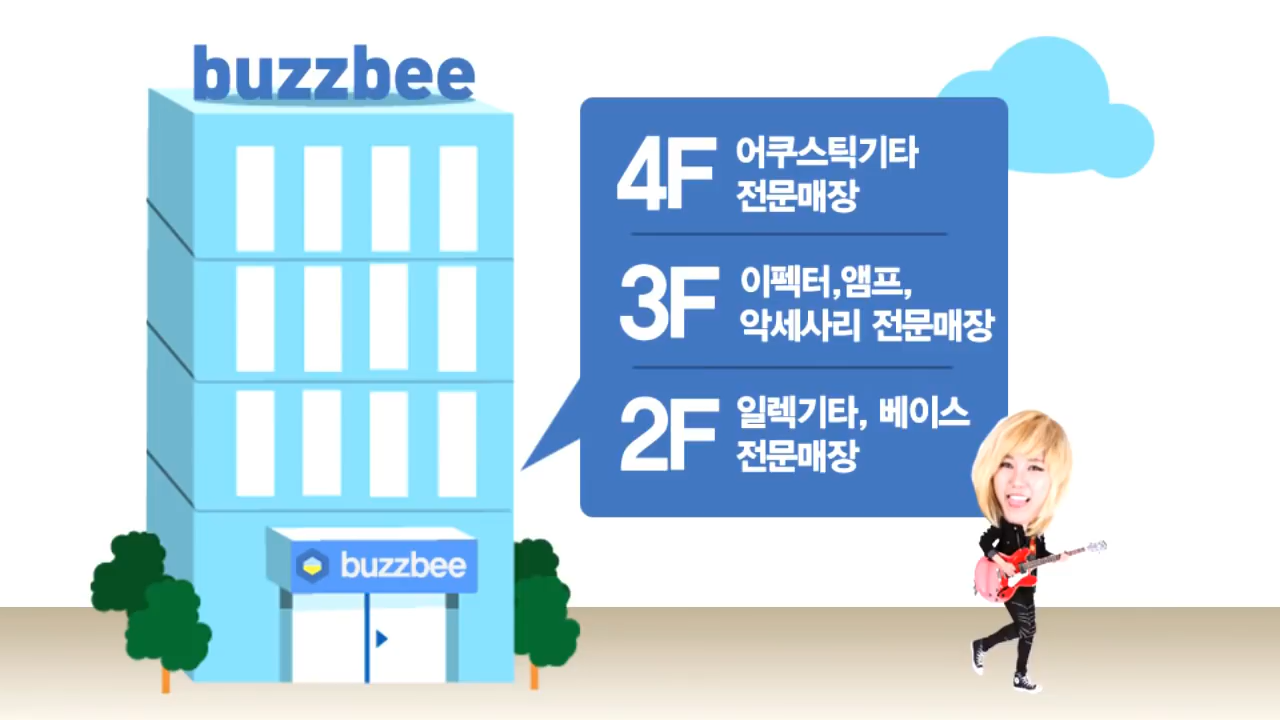 buzzbee
4F 어쿠스틱기타
전문매장
3F 이펙터,앰프,
악세사리 전문매장
2F 일렉기타, 베이스
전문매장
buzzbee